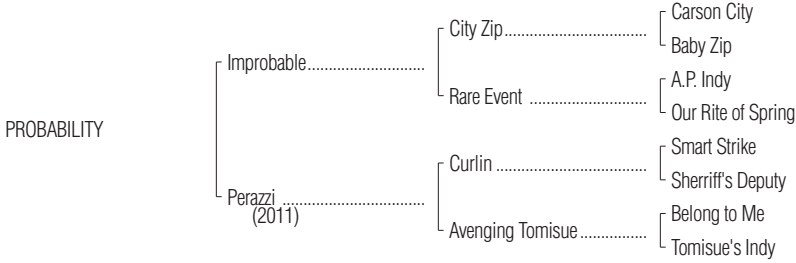 Carson City
City Zip
Baby Zip
Improbable
A.P. Indy
Rare Event
Our Rite of Spring
PROBABILITY
Smart Strike
Curlin
Sherriff's Deputy
Perazzi
(2011)
Belong to Me
Avenging Tomisue
Tomisue's Indy